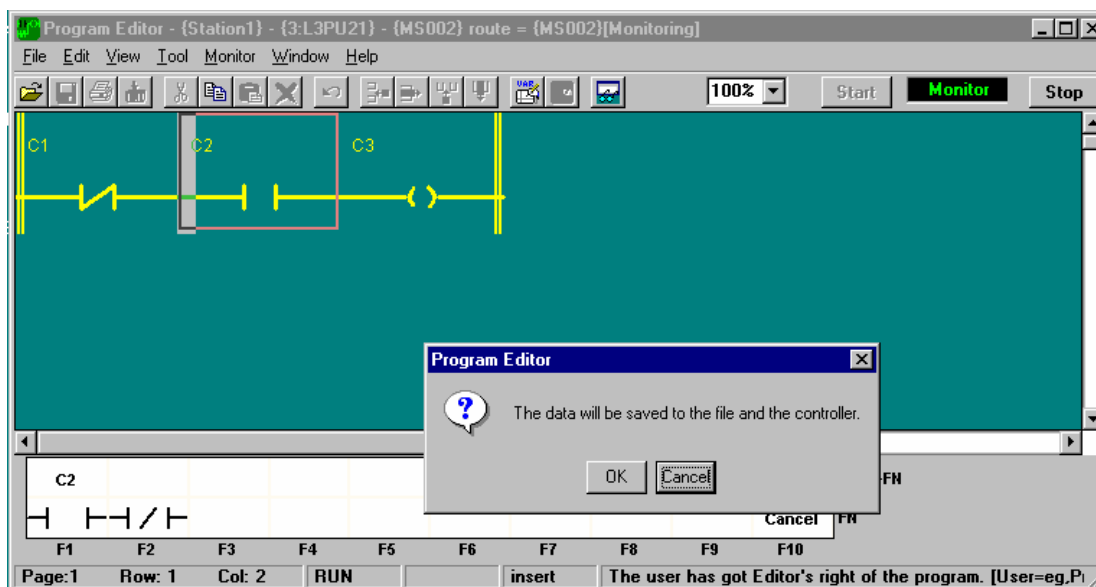 Program Editor - {Station1} - {3:L3PU21} - {MS002} route = {MS002}[Monitoring]
File Edit View Tool Monitor Window Help
VAR 100% Start Monitor Stop
C1 C2 C3
Program Editor
The data will be saved to the file and the controller.
OK Cancel
C2 FN
Cancel FN
F1 F2 F3 F4 F5 F6 F7 F8 F9 F10
Page:1 Row: 1 Col: 2 RUN insert The user has got Editor's right of the program. [User=eg,P